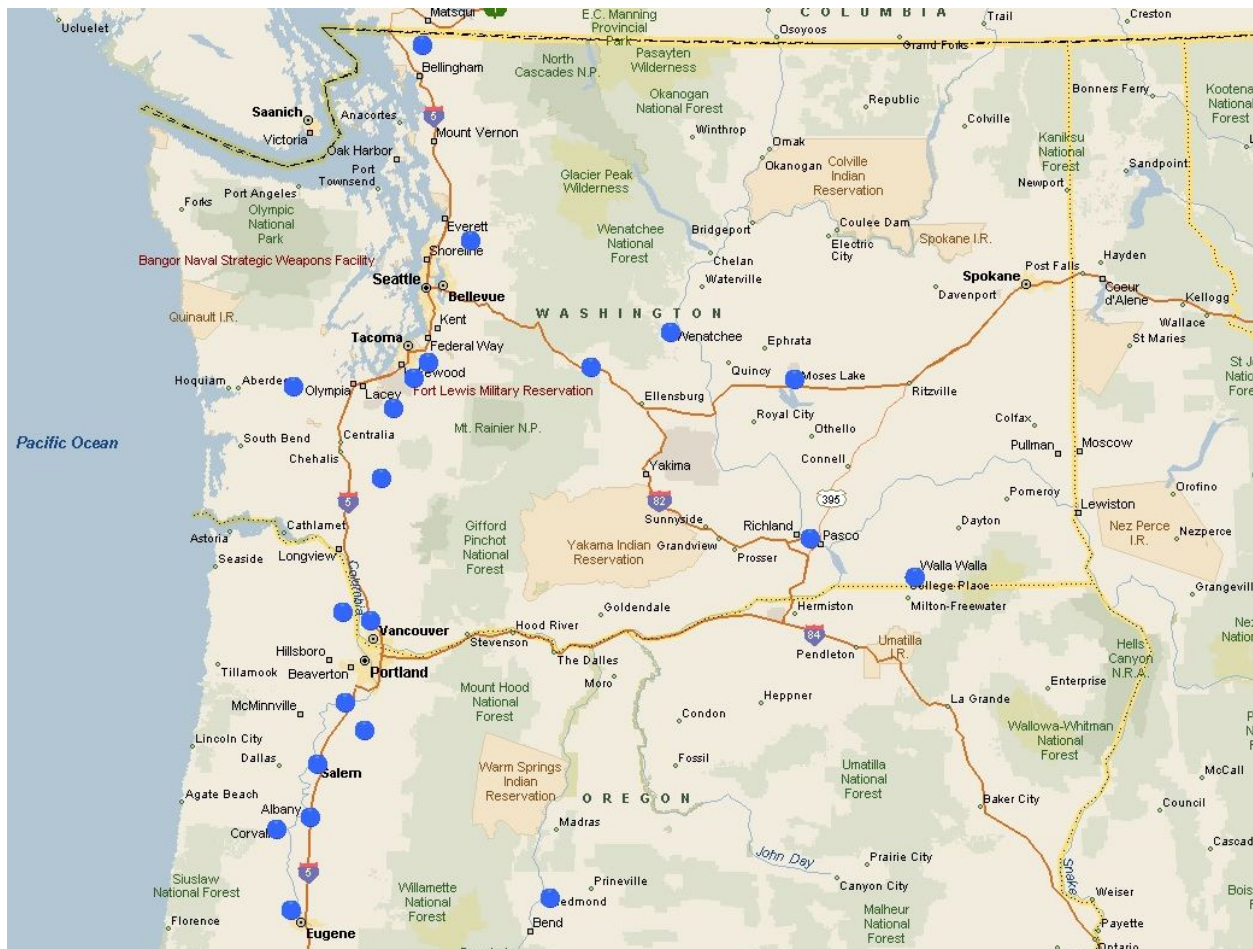 Matsqui
Ucluelet
E.C. Manning
Provincial
Park
COLUMBIA
Osoyoos
Trail
Creston
Grand Forks
Pasayten
Wilderness
North
Cascades N.P.
Bellingham
Okanogan
National Forest
Republic
Bonners Ferry
Saanich
Victoria
Anacortes
5
Mount Vernon
Winthrop
Omak
Okanogan
Colville
Colville
Indian
Reservation
Kaniksu
National
Forest
Newport
Sandpoint
Oak Harbor
Port
Townsend
Port Angeles
Forks
Olympic
National
Park
Glacier Peak
Wilderness
Wenatchee
National
Forest
Bridgeport
Chelan
Waterville
Coulee Dam
Electric
City
Spokane I.R.
Everett
Shoreline
Bangor Naval Strategic Weapons Facility
Seattle
Bellevue
Spokane
Davenport
Post Falls
Hayden
Coeur
d'Alene
Kellogg
Wallace
St Maries
Quinault I.R.
WASHINGTON
Kent
Tacoma
Federal Way
Wenatchee
Ephrata
Quincy
Moses Lake
Ritzville
Hoquiam
Olympia
Lacey
Fort Lewis Military Reservation
Ellensburg
Royal City
Othello
Colfax
Pullman
Moscow
Pacific Ocean
South Bend
Centralia
Chehalis
Mt. Rainier N.P.
Yakima
Connell
395
Pomeroy
Orofino
Lewiston
5
82
Sunnyside
Grandview
Prosser
Richland
Pasco
Dayton
Nez Perce
I.R.
Nezperce
Cathlamet
Astoria
Seaside
Longview
Gifford
Pinchot
National
Forest
Yakama Indian
Reservation
Walla Walla
College Place
Milton-Freewater
Grangeville
Columbia
Goldendale
Hermiston
84
Vancouver
Stevenson
Hood River
The Dalles
Moro
Pendleton
Umatilla
I.R.
Hells
Canyon
N.R.A.
Hillsboro
Beaverton
Portland
Tillamook
McMinnville
Mount Hood
National
Forest
Heppner
Condon
Fossil
La Grande
Enterprise
Wallowa-Whitman
National
Forest
Lincoln City
Dallas
Salem
Warm Springs
Indian
Reservation
Umatilla
National
Forest
McCall
Agate Beach
Albany
OREGON
Madras
Baker City
Council
John Day
Prairie City
Canyon City
Snake
Siuslaw
National Forest
5
Willamette
National
Forest
Prineville
Bend
Malheur
National
Forest
Weiser
Payette
Ontario
Florence
Eugene